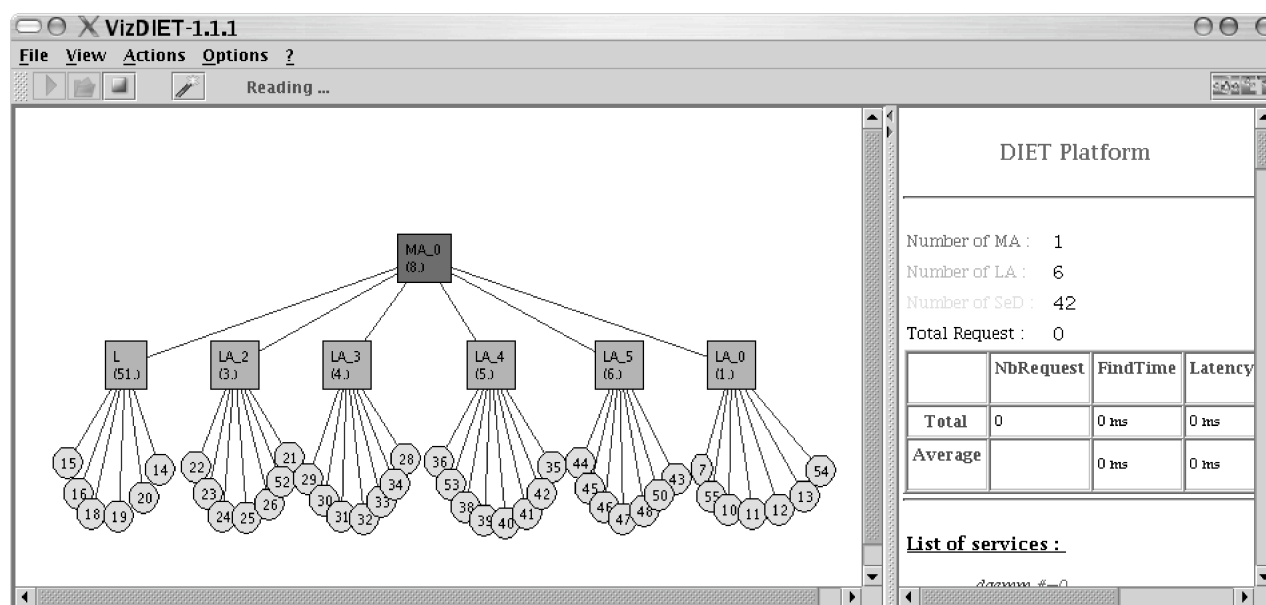 VizDIET-1.1.1
File View Actions Options ?
Reading ...
MA_0
(8.)
L
(51.)
LA_2
(3.)
LA_3
(4.)
LA_4
(5.)
LA_5
(6.)
LA_0
(1.)
15
16
18
19
20
14
22
23
24
25
26
52
21
29
30
31
32
33
34
28
36
53
38
39
40
41
42
35
44
45
46
47
48
50
43
7
55
10
11
12
13
54
DIET Platform
Number of MA : 1
Number of LA : 6
Number of SeD : 42
Total Request : 0
NbRequest FindTime Latency
Total 0 0 ms 0 ms
Average 0 ms 0 ms
List of services :